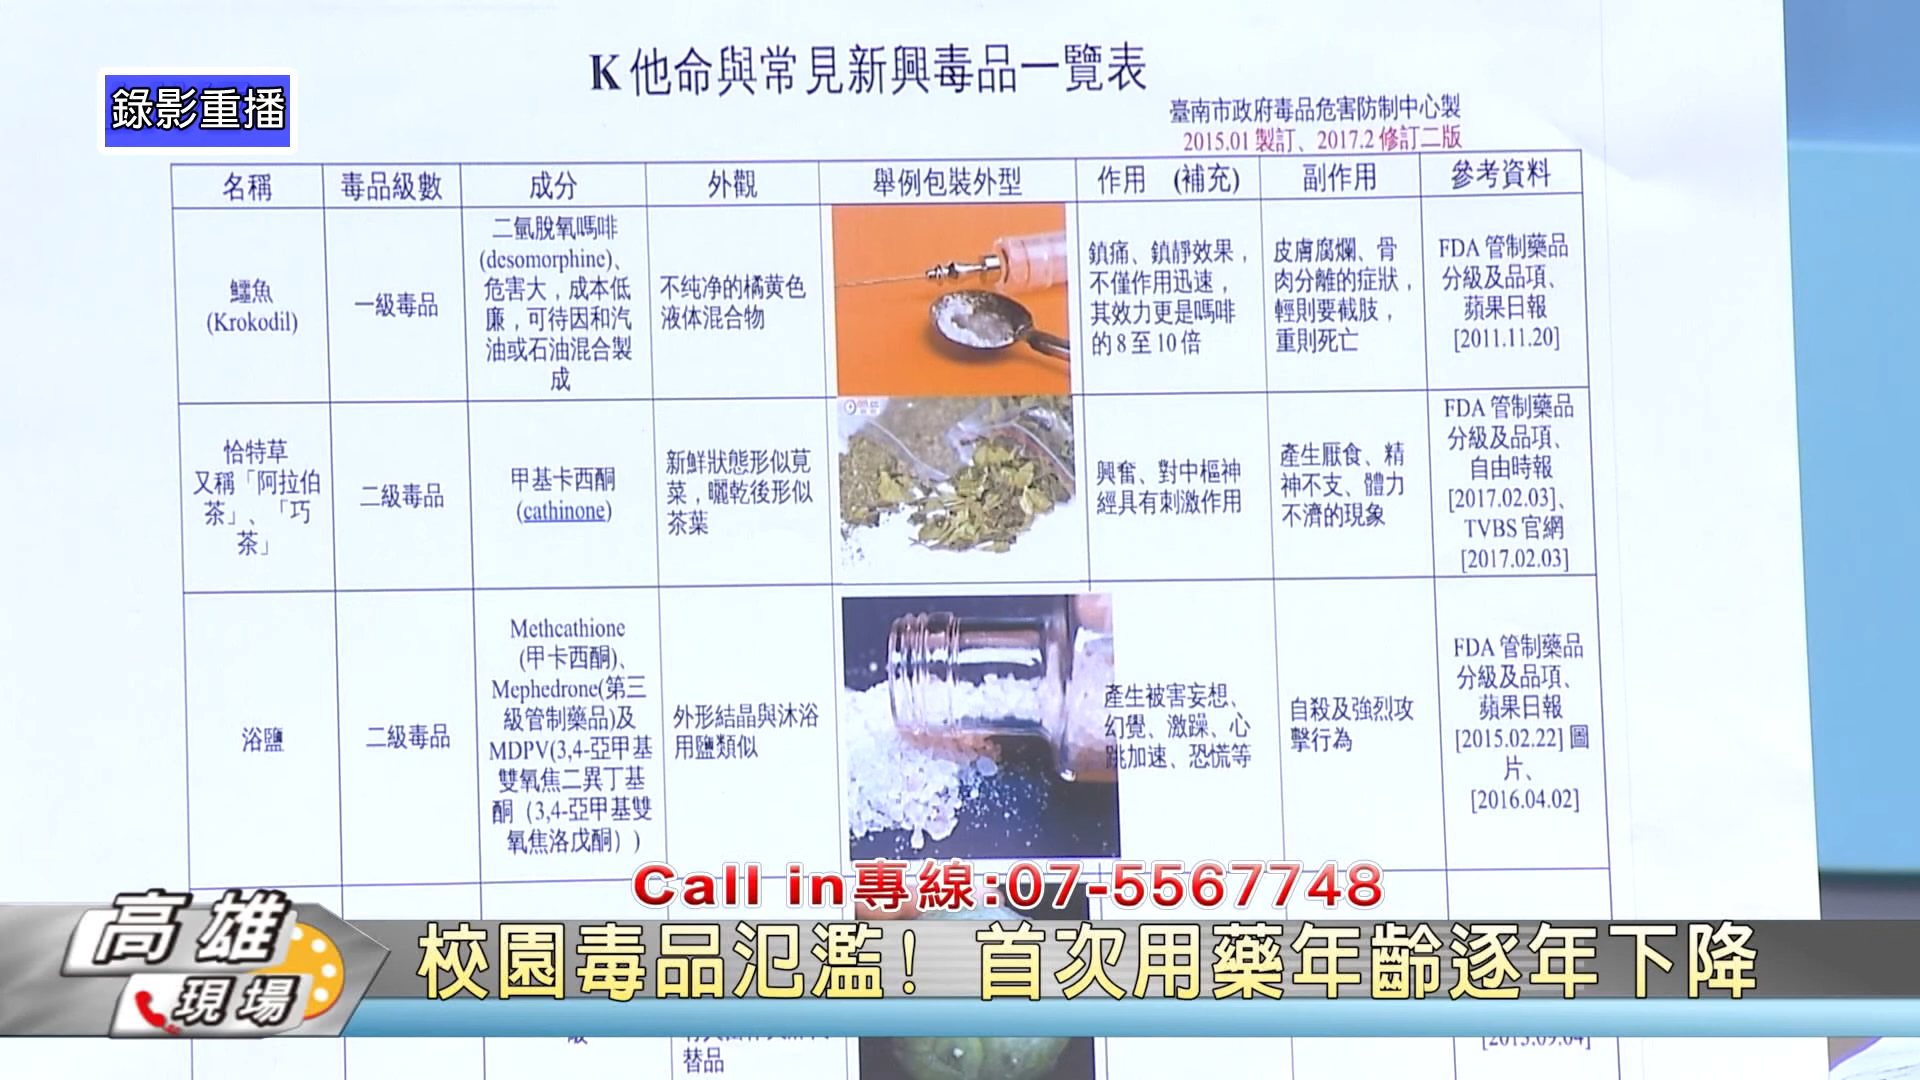 K他命與常見新興毒品一覽表
錄影重播
臺南市政府毒品危害防制中心製
2015.01 製訂、2017.2 修訂二版
名稱 毒品級數 成分 外觀 舉例包裝外型 作用 (補充) 副作用 參考資料
鱷魚
(Krokodil)
一級毒品
二氫脫氧嗎啡
(desomorphine)、
危害大，成本低
廉，可待因和汽
油或石油混合製
成
不纯净的橘黄色
液体混合物
鎮痛、鎮靜效果，
不僅作用迅速，
其效力更是嗎啡
的 8 至 10 倍
皮膚腐爛、骨
肉分離的症狀，
輕則要截肢，
重則死亡
FDA 管制藥品
分級及品項、
蘋果日報
[2011.11.20]
恰特草
又稱「阿拉伯
茶」、「巧
茶」
二級毒品
甲基卡西酮
(cathinone)
新鮮狀態形似莧
菜，曬乾後形似
茶葉
興奮、對中樞神
經具有刺激作用
產生厭食、精
神不支、體力
不濟的現象
FDA 管制藥品
分級及品項、
自由時報
[2017.02.03]、
TVBS 官網
[2017.02.03]
浴鹽
二級毒品
Methcathione
(甲卡西酮)、
Mephedrone(第三
級管制藥品)及
MDPV(3,4-亞甲基
雙氧焦二異丁基
酮（3,4-亞甲基雙
氧焦洛戊酮）)
外形結晶與沐浴
用鹽類似
產生被害妄想、
幻覺、激躁、心
跳加速、恐慌等
自殺及強烈攻
擊行為
FDA 管制藥品
分級及品項、
蘋果日報
[2015.02.22] 圖
片、
[2016.04.02]
Call in專線:07-5567748
高雄
現場
校園毒品氾濫! 首次用藥年齡逐年下降
替品